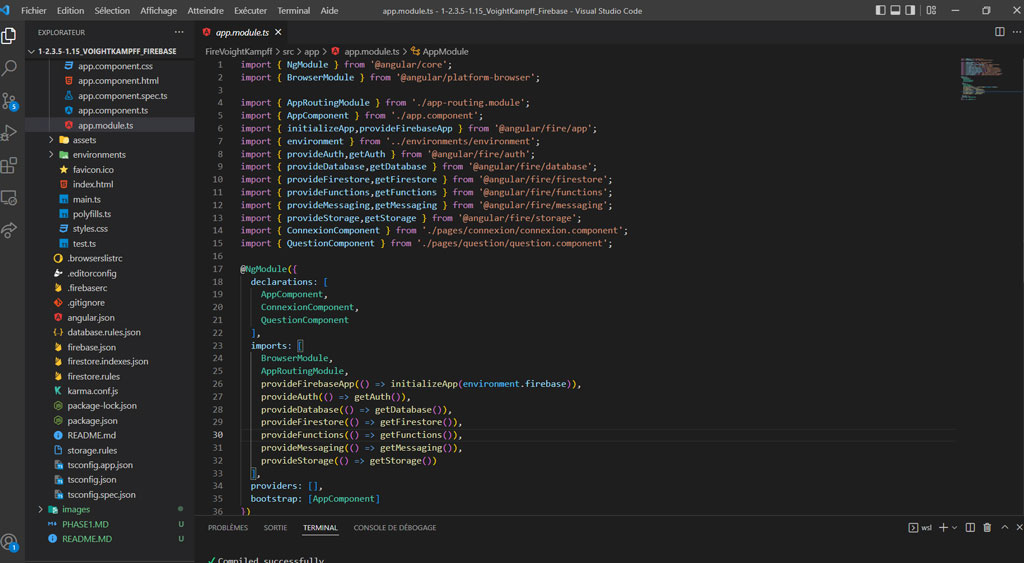 Fichier Edition Sélection Affichage Atteindre Exécuter Terminal Aide app.module.ts - 1-2.3.5-1.15_VoightKampff_Firebase - Visual Studio Code
EXPLORATEUR ···
1-2.3.5-1.15_VOIGHTKAMPFF_FIREBASE
app.component.css
app.component.html
app.component.spec.ts
app.component.ts
app.module.ts
assets
environments
favicon.ico
index.html
main.ts
polyfills.ts
styles.css
test.ts
.browserslistrc
.editorconfig
.firebaserc
.gitignore
angular.json
database.rules.json
firebase.json
firestore.indexes.json
firestore.rules
karma.conf.js
package-lock.json
package.json
README.md
storage.rules
tsconfig.app.json
tsconfig.json
tsconfig.spec.json
images
PHASE1.MD U
README.MD U
5
1
app.module.ts
FireVoightKampff > src > app > app.module.ts > AppModule
1 import { NgModule } from '@angular/core';
2 import { BrowserModule } from '@angular/platform-browser';
3
4 import { AppRoutingModule } from './app-routing.module';
5 import { AppComponent } from './app.component';
6 import { initializeApp,provideFirebaseApp } from '@angular/fire/app';
7 import { environment } from '../environments/environment';
8 import { provideAuth,getAuth } from '@angular/fire/auth';
9 import { provideDatabase,getDatabase } from '@angular/fire/database';
10 import { provideFirestore,getFirestore } from '@angular/fire/firestore';
11 import { provideFunctions,getFunctions } from '@angular/fire/functions';
12 import { provideMessaging,getMessaging } from '@angular/fire/messaging';
13 import { provideStorage,getStorage } from '@angular/fire/storage';
14 import { ConnexionComponent } from './pages/connexion/connexion.component';
15 import { QuestionComponent } from './pages/question/question.component';
16
17 @NgModule({
18 declarations: [
19 AppComponent,
20 ConnexionComponent,
21 QuestionComponent
22 ],
23 imports: [
24 BrowserModule,
25 AppRoutingModule,
26 provideFirebaseApp(() => initializeApp(environment.firebase)),
27 provideAuth(() => getAuth()),
28 provideDatabase(() => getDatabase()),
29 provideFirestore(() => getFirestore()),
30 provideFunctions(() => getFunctions()),
31 provideMessaging(() => getMessaging()),
32 provideStorage(() => getStorage())
33 ],
34 providers: [],
35 bootstrap: [AppComponent]
36 })
PROBLÈMES SORTIE TERMINAL CONSOLE DE DÉBOGAGE wsl
√ Compiled successfully